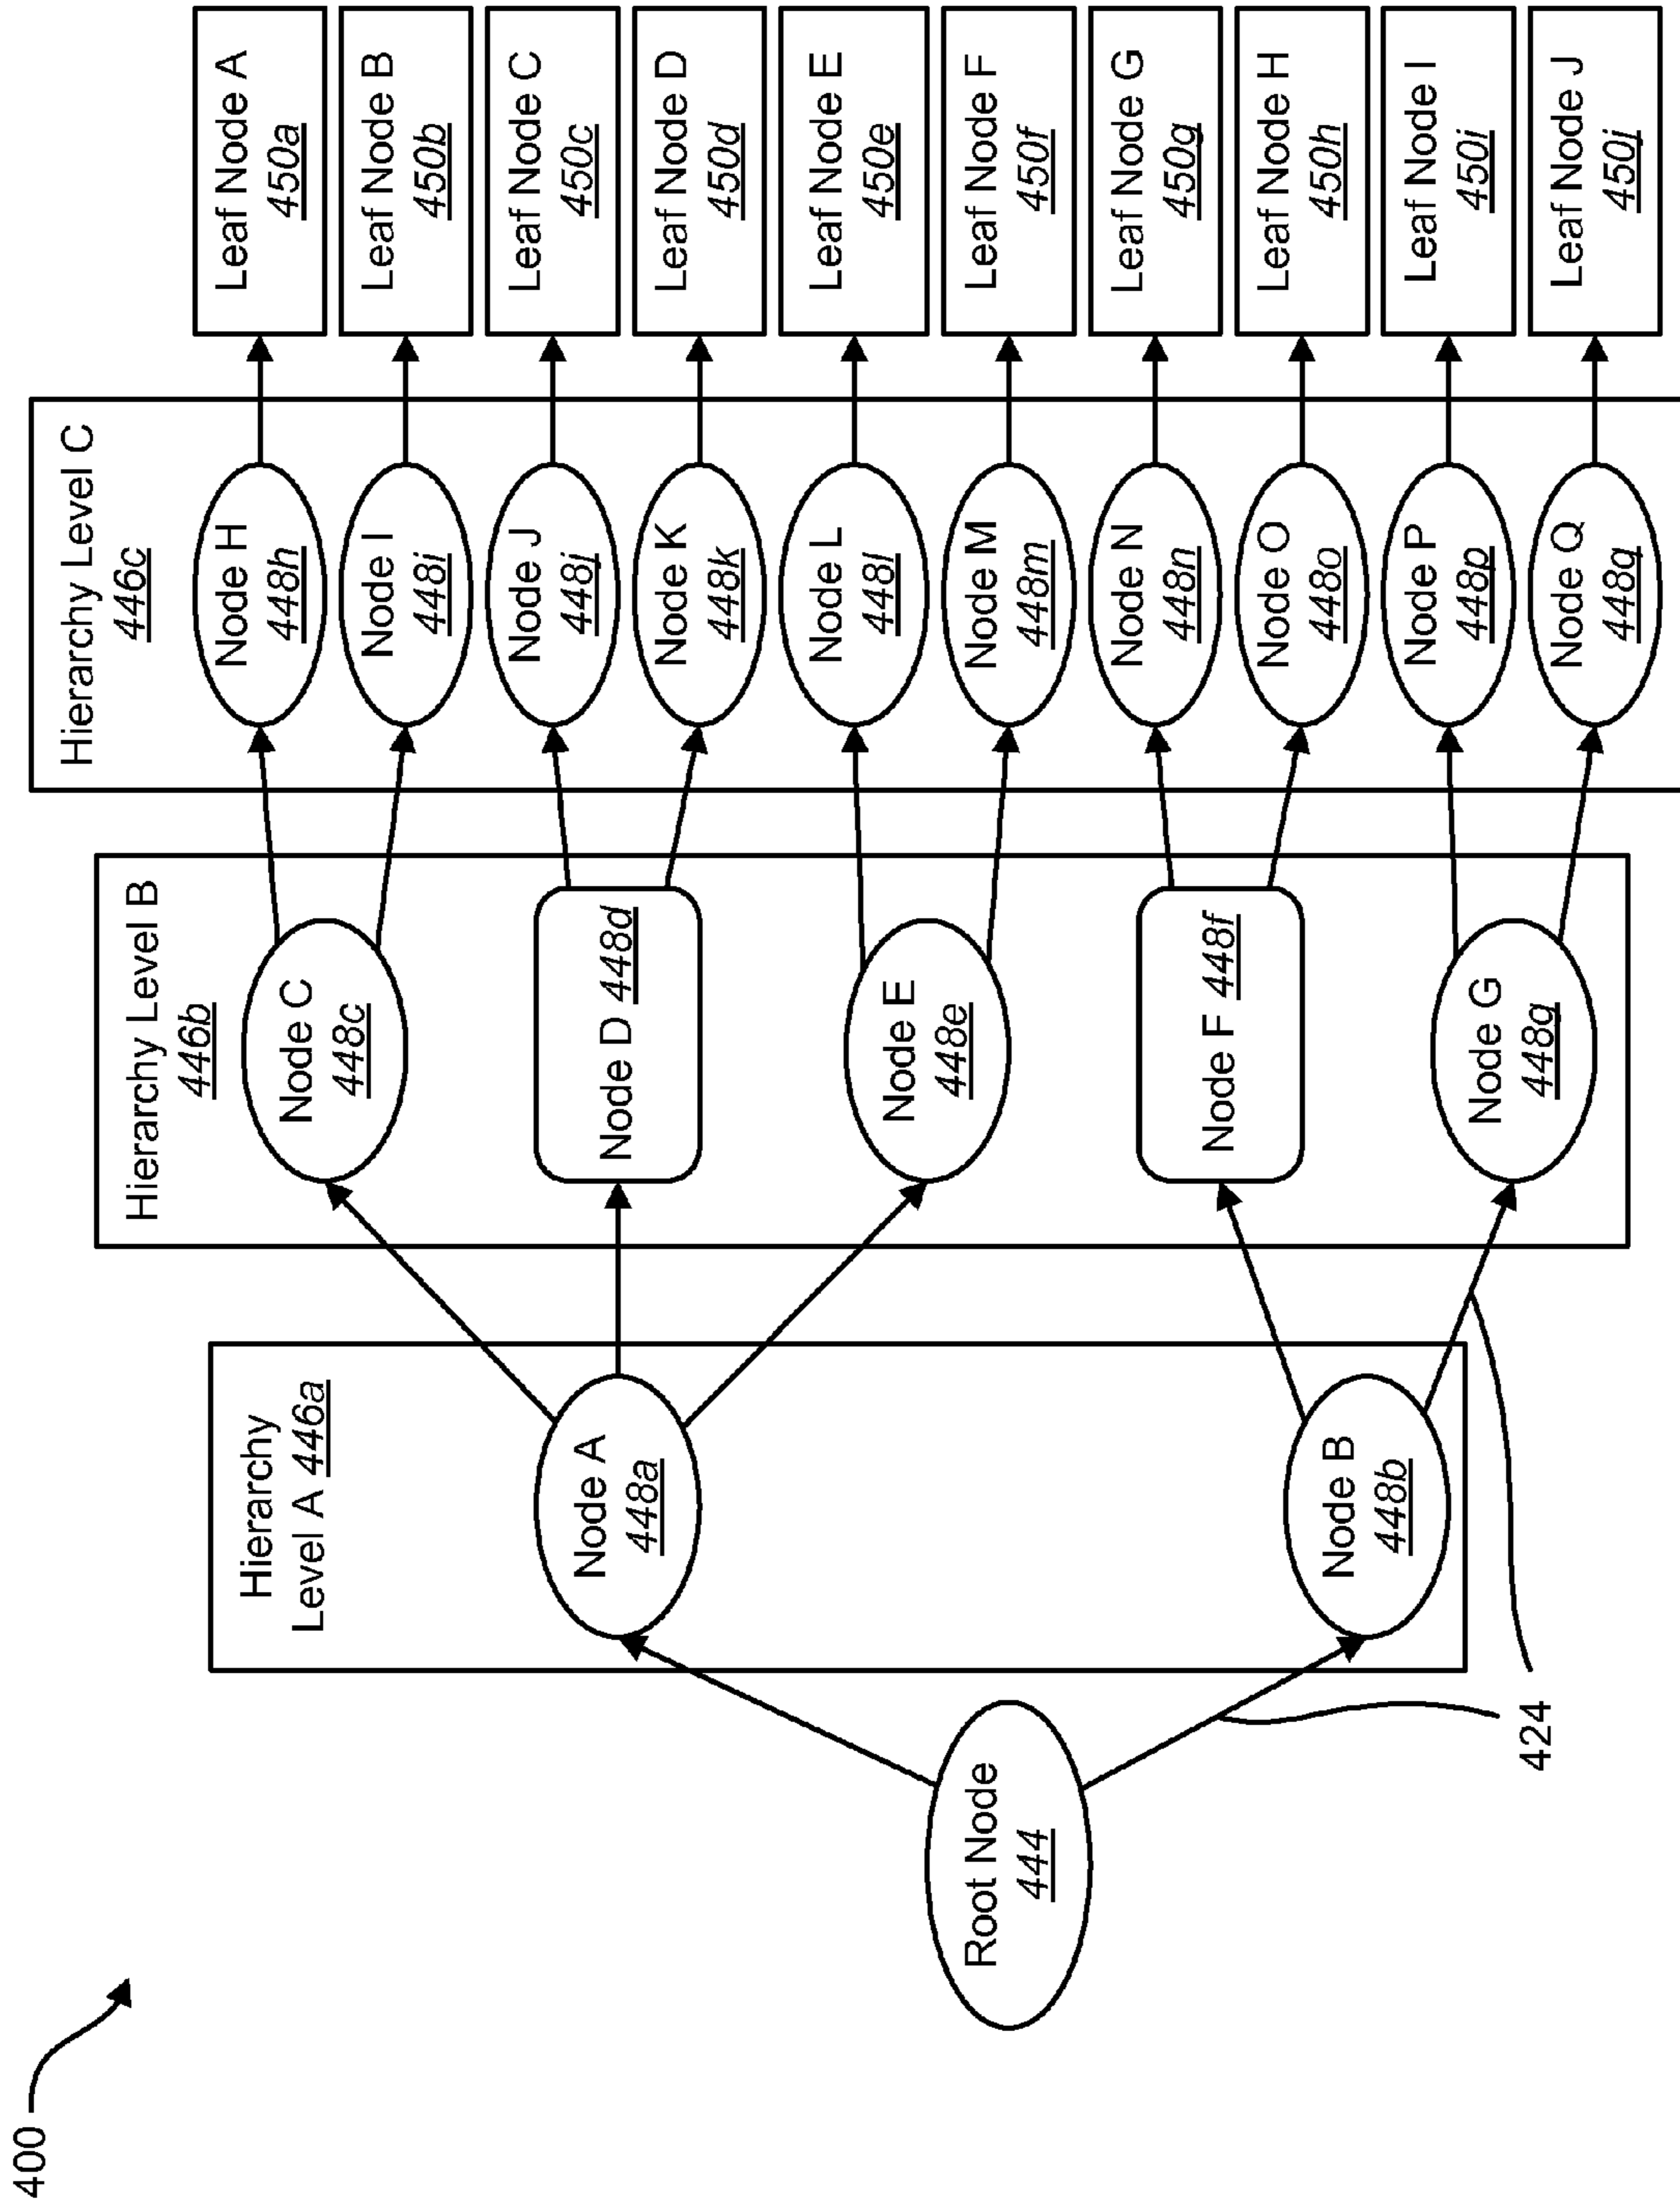 400
Root Node
444
424
Hierarchy
Level A 446a
Node A
448a
Node B
448b
Hierarchy Level B
446b
Node C
448c
Node D 448d
Node E
448e
Node F 448f
Node G
448g
Hierarchy Level C
446c
Node H
448h
Node I
448i
Node J
448j
Node K
448k
Node L
448l
Node M
448m
Node N
448n
Node O
448o
Node P
448p
Node Q
448q
Leaf Node A
450a
Leaf Node B
450b
Leaf Node C
450c
Leaf Node D
450d
Leaf Node E
450e
Leaf Node F
450f
Leaf Node G
450g
Leaf Node H
450h
Leaf Node I
450i
Leaf Node J
450j